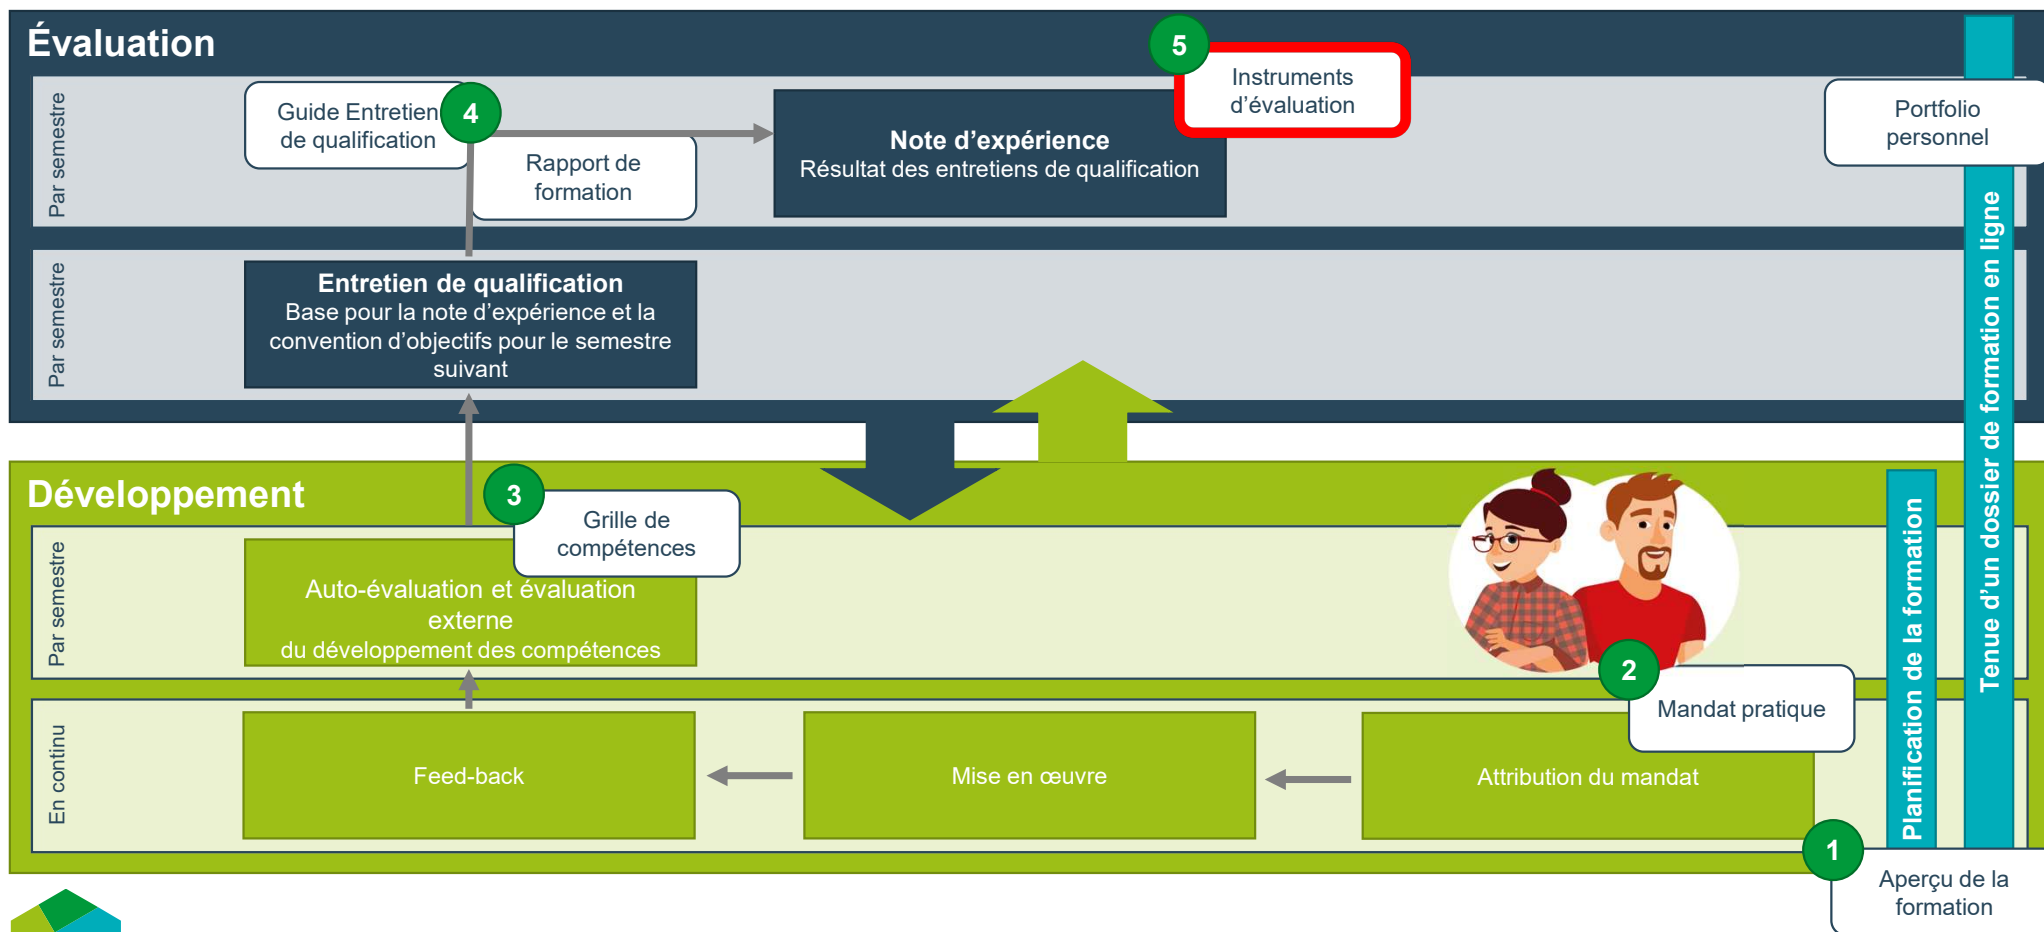 Évaluation
Par semestre
Guide Entretien
de qualification
4
Rapport de
formation
Note d’expérience
Résultat des entretiens de qualification
5
Instruments
d’évaluation
Portfolio
personnel
Par semestre
Entretien de qualification
Base pour la note d’expérience et la
convention d’objectifs pour le semestre
suivant
Tenue d’un dossier de formation en ligne
Développement
Par semestre
3
Grille de
compétences
Auto-évaluation et évaluation
externe
du développement des compétences
Planification de la formation
En continu
Feed-back
Mise en œuvre
Attribution du mandat
2
Mandat pratique
1
Aperçu de la
formation